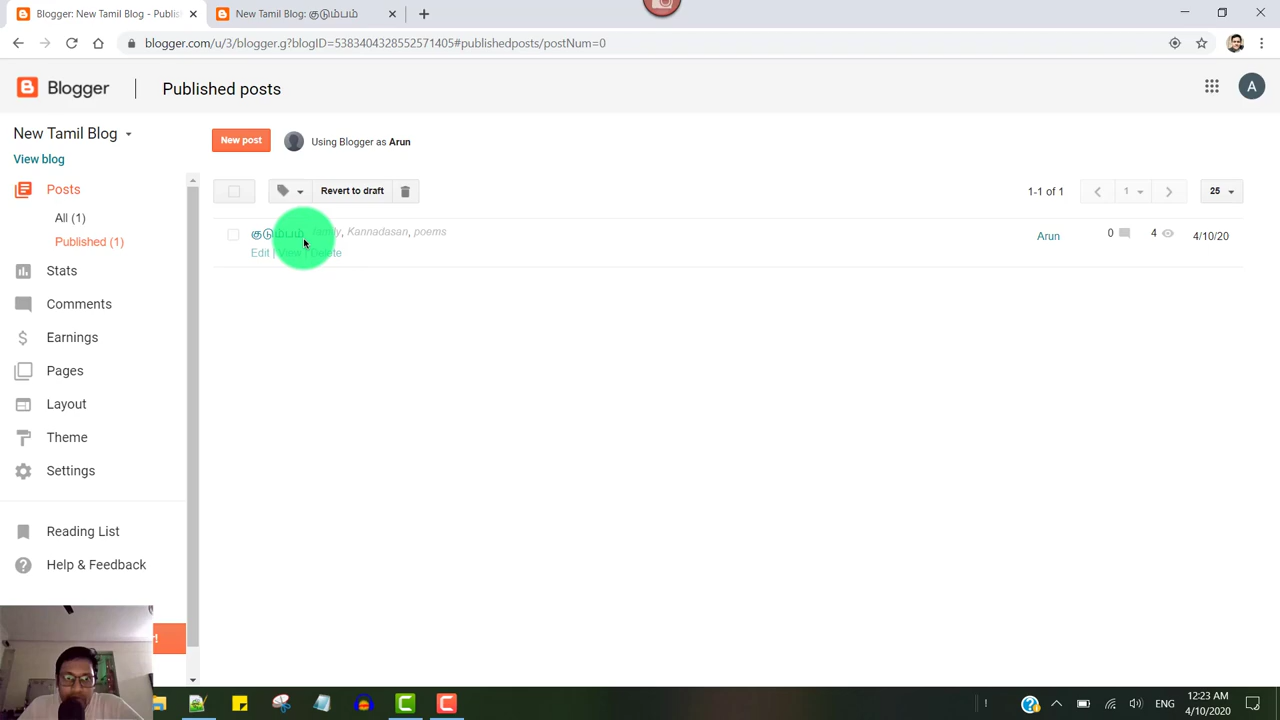 Blogger: New Tamil Blog - Publis
New Tamil Blog: குடும்பம்
blogger.com/u/3/blogger.g?blogID=5383404328552571405#publishedposts/postNum=0
Blogger
Published posts
A
New Tamil Blog
View blog
New post
Using Blogger as Arun
Posts
All (1)
Published (1)
Stats
Comments
Earnings
Pages
Layout
Theme
Settings
Reading List
Help & Feedback
Revert to draft
1-1 of 1
1
25
குடும்பம் family, Kannadasan, poems
Edit | View | Delete
Arun
0
4
4/10/20
!
ENG
12:23 AM
4/10/2020